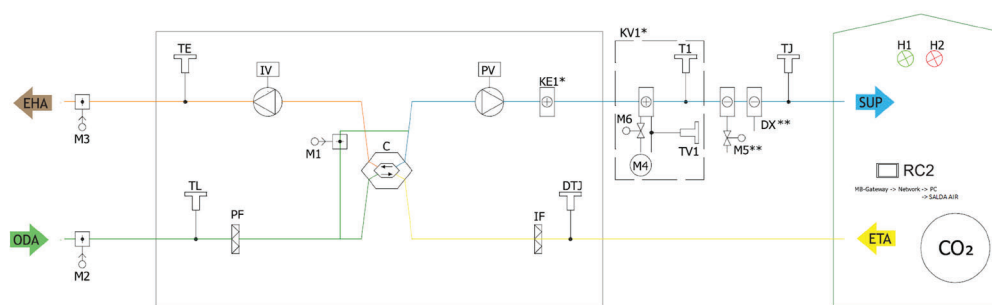 KV1*
H1 H2
TE
IV
PV
KE1*
T1
TJ
EHA
SUP
M3
M6
M1
C
M4
TV1
M5**
DX**
TL
PF
IF
DTJ
RC2
MB-Gateway -> Network -> PC
-> SALDA AIR
ODA
M2
ETA
CO₂